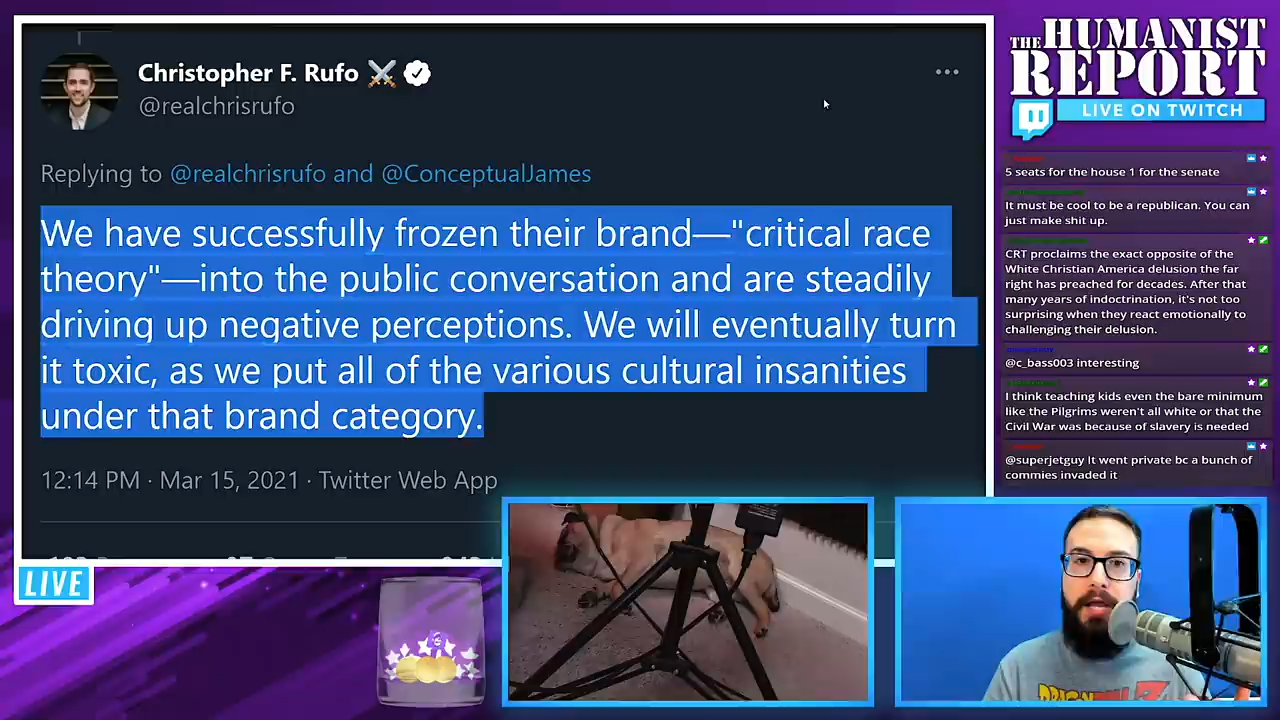 Christopher F. Rufo
@realchrisrufo
Replying to @realchrisrufo and @ConceptualJames
We have successfully frozen their brand—"critical race
theory"—into the public conversation and are steadily
driving up negative perceptions. We will eventually turn
it toxic, as we put all of the various cultural insanities
under that brand category.
12:14 PM · Mar 15, 2021 · Twitter Web App
LIVE
THE HUMANIST
REPORT
LIVE ON TWITCH
5 seats for the house 1 for the senate
It must be cool to be a republican. You can
just make shit up.
CRT proclaims the exact opposite of the
White Christian America delusion the far
right has preached for decades. After that
many years of indoctrination, it's not too
surprising when they react emotionally to
challenging their delusion.
@c_bass003 interesting
I think teaching kids even the bare minimum
like the Pilgrims weren't all white or that the
Civil War was because of slavery is needed
@superjetguy It went private bc a bunch of
commies invaded it
DRAGON BALL Z